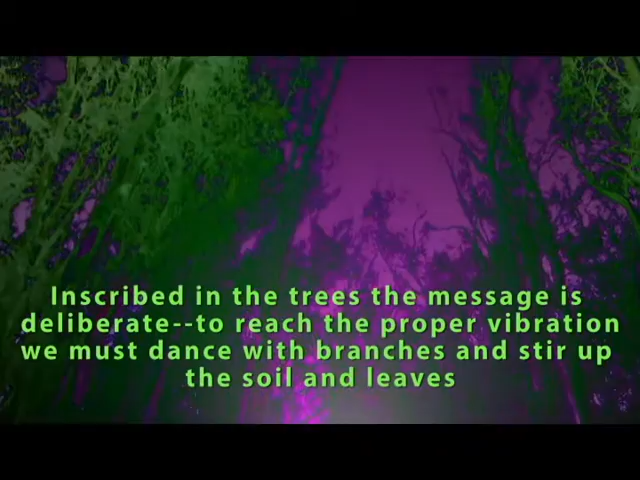 Inscribed in the trees the message is
deliberate--to reach the proper vibration
we must dance with branches and stir up
the soil and leaves